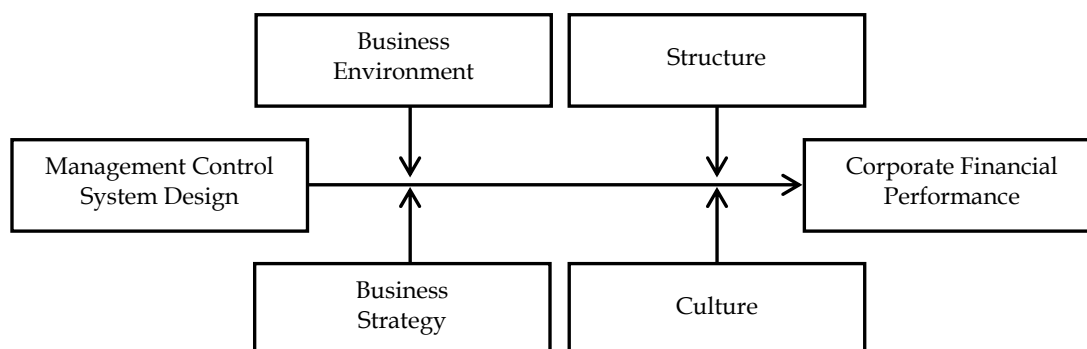 Business
Environment
Structure
Management Control
System Design
Corporate Financial
Performance
Business
Strategy
Culture